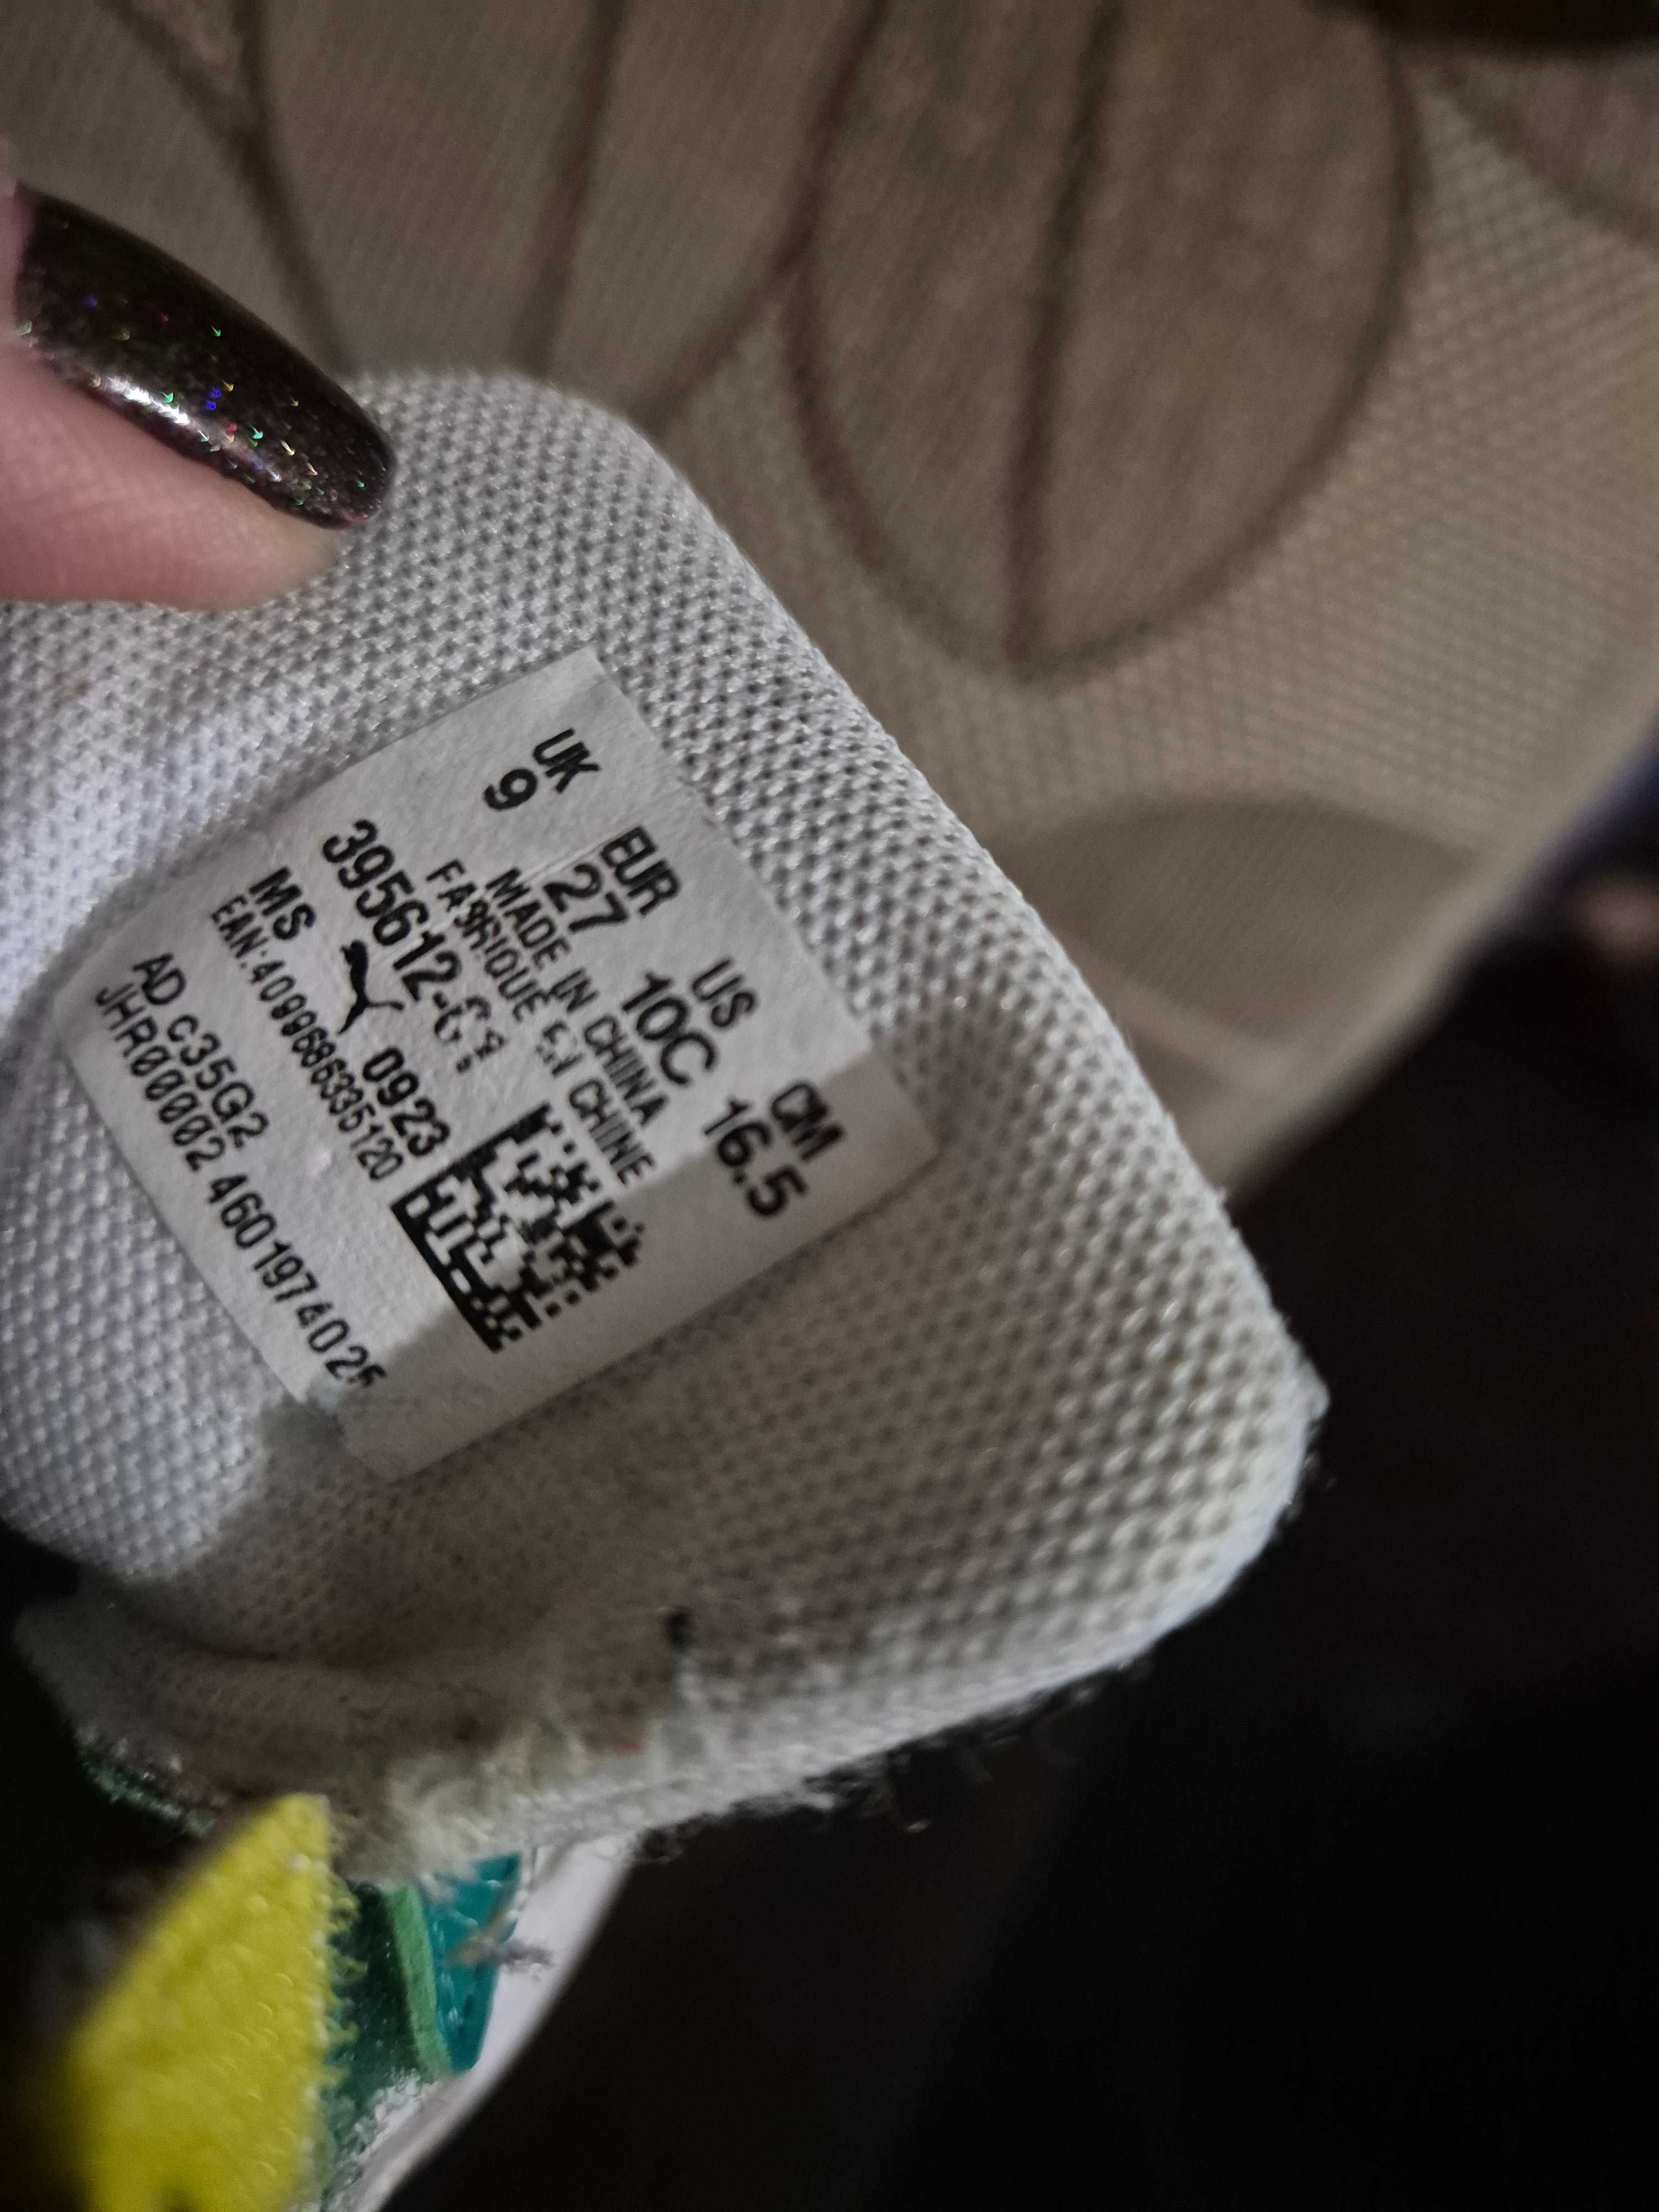 UK EUR US CM
9 27 10C 16.5
MADE IN CHINA
FABRIQUÉ EN CHINE
395612-01
MS 0923
EAN:4099686335120
AD c35G2
JHR00002 460197402